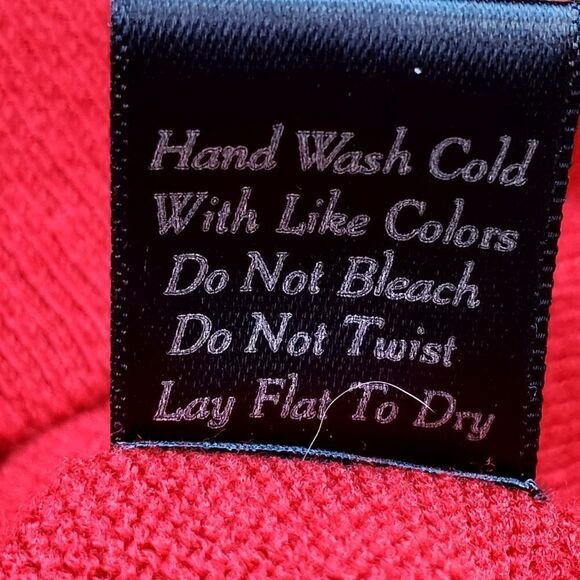 Hand Wash Cold
With Like Colors
Do Not Bleach
Do Not Twist
Lay Flat To Dry